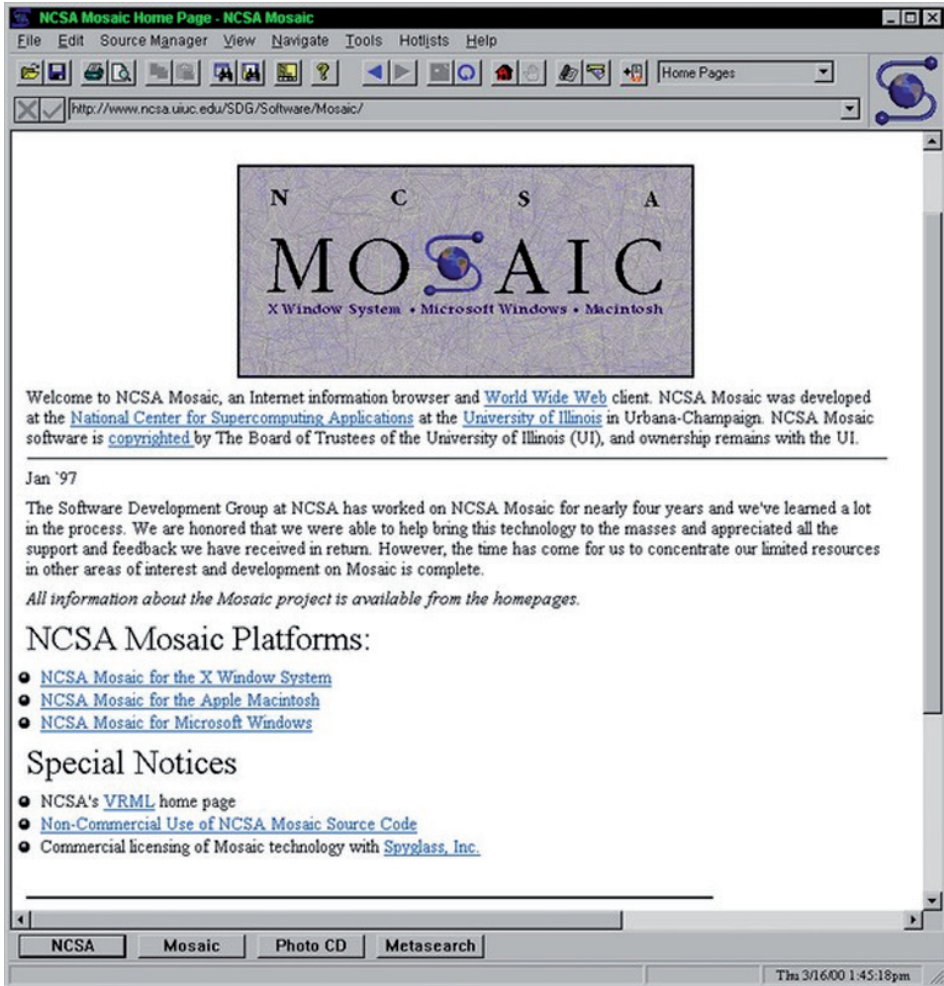 NCSA Mosaic Home Page - NCSA Mosaic
File Edit Source Manager View Navigate Tools Hotlists Help
Home Pages
http://www.ncsa.uiuc.edu/SDG/Software/Mosaic/
N C S A
MOSAIC
X Window System • Microsoft Windows • Macintosh
Welcome to NCSA Mosaic, an Internet information browser and World Wide Web client. NCSA Mosaic was developed
at the National Center for Supercomputing Applications at the University of Illinois in Urbana-Champaign. NCSA Mosaic
software is copyrighted by The Board of Trustees of the University of Illinois (UI), and ownership remains with the UI.
Jan `97
The Software Development Group at NCSA has worked on NCSA Mosaic for nearly four years and we've learned a lot
in the process. We are honored that we were able to help bring this technology to the masses and appreciated all the
support and feedback we have received in return. However, the time has come for us to concentrate our limited resources
in other areas of interest and development on Mosaic is complete.
All information about the Mosaic project is available from the homepages.
NCSA Mosaic Platforms:
NCSA Mosaic for the X Window System
NCSA Mosaic for the Apple Macintosh
NCSA Mosaic for Microsoft Windows
Special Notices
NCSA's VRML home page
Non-Commercial Use of NCSA Mosaic Source Code
Commercial licensing of Mosaic technology with Spyglass, Inc.
NCSA Mosaic Photo CD Metasearch
Thu 3/16/00 1:45:18pm